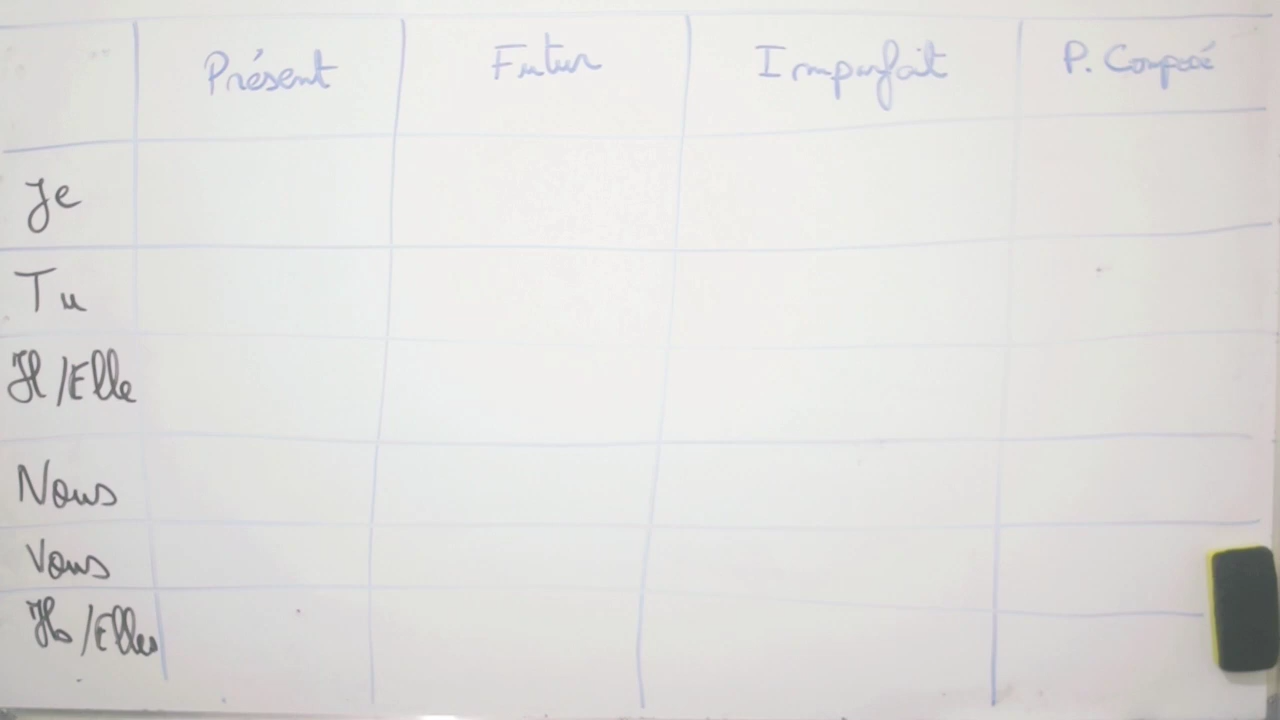 Présent Futur Imparfait P. Composé
Je
Tu
Il/Elle
Nous
Vous
Ils/Elles